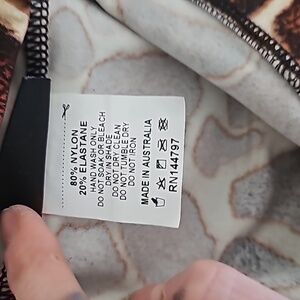 80% NYLON
20% ELASTANE
HAND WASH ONLY
DO NOT SOAK OR BLEACH
DRY IN SHADE
DO NOT DRY CLEAN
DO NOT TUMBLE DRY
DO NOT IRON
MADE IN AUSTRALIA
RN144797